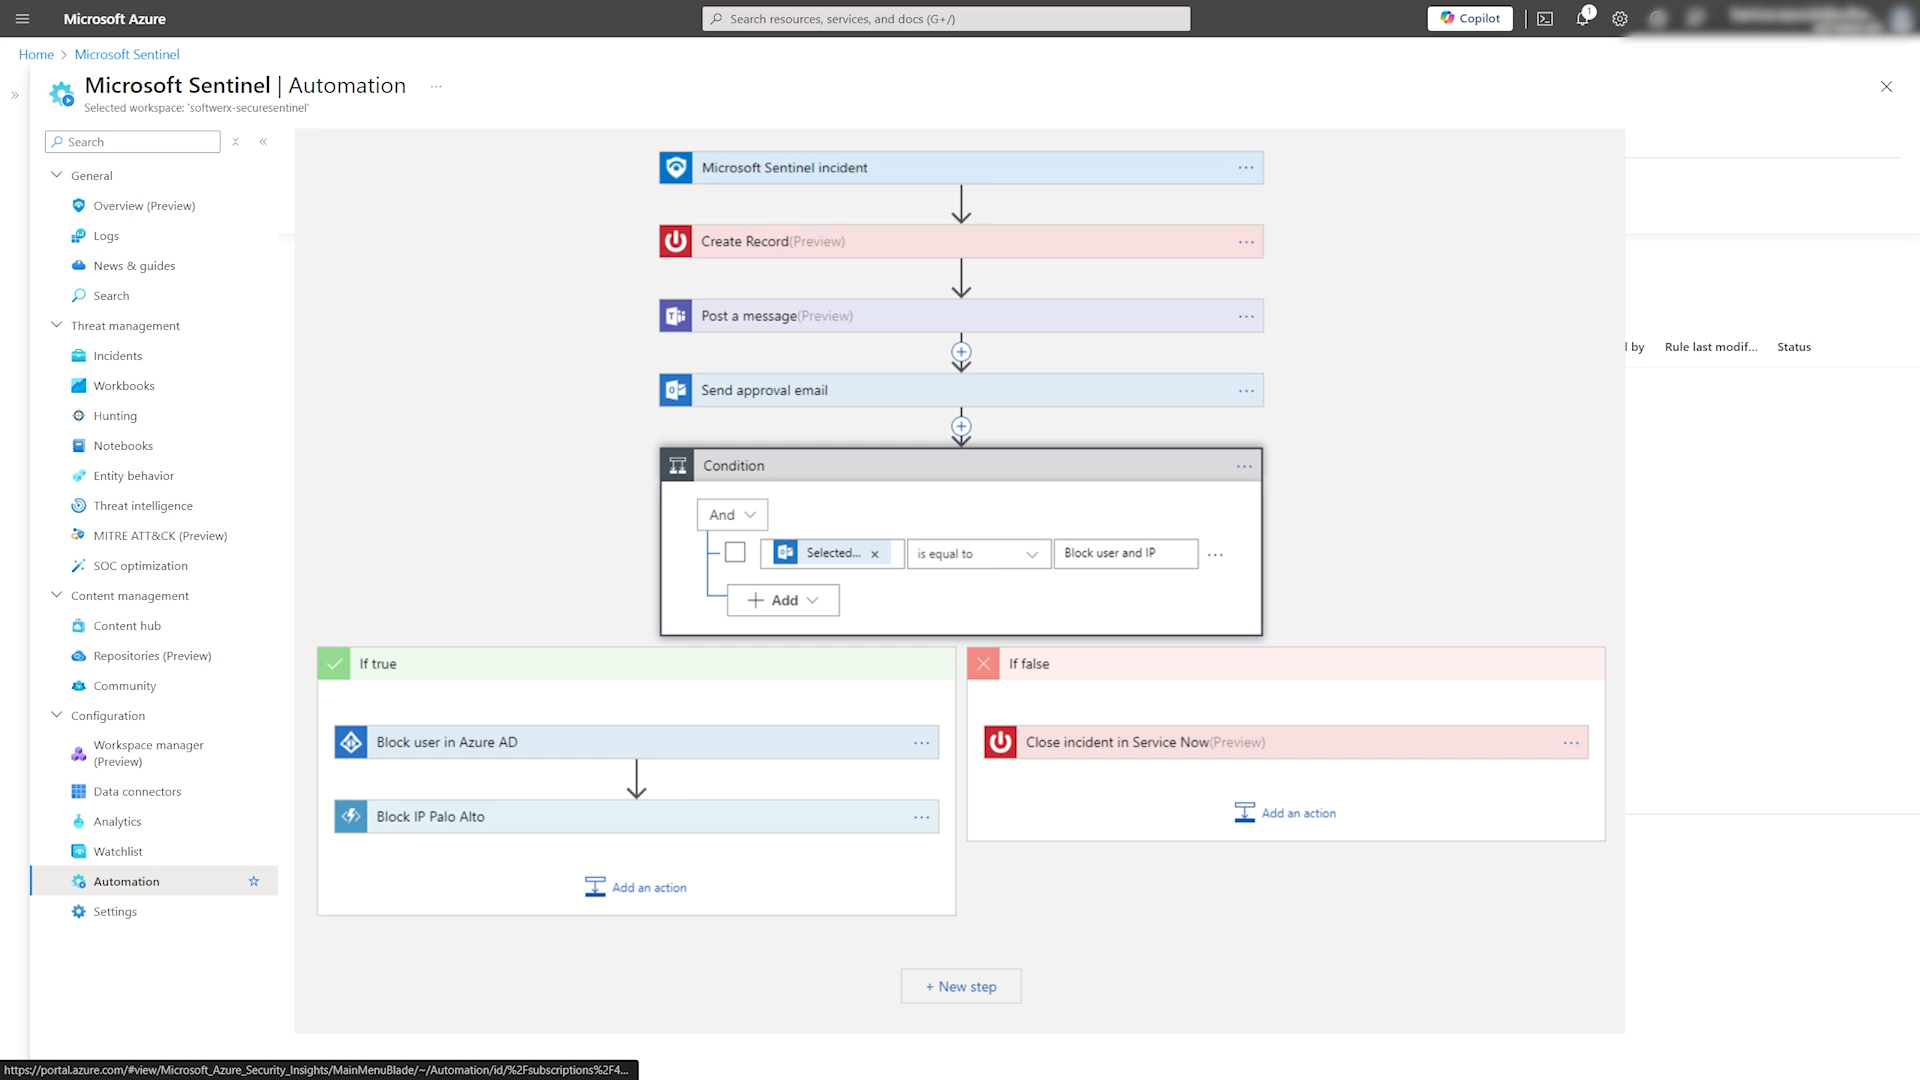 Microsoft Azure
Search resources, services, and docs (G+/)
Copilot
1
Home > Microsoft Sentinel
Microsoft Sentinel | Automation
Selected workspace: 'softwerx-securesentinel'
Search
General
Overview (Preview)
Logs
News & guides
Search
Threat management
Incidents
Workbooks
Hunting
Notebooks
Entity behavior
Threat intelligence
MITRE ATT&CK (Preview)
SOC optimization
Content management
Content hub
Repositories (Preview)
Community
Configuration
Workspace manager
(Preview)
Data connectors
Analytics
Watchlist
Automation
Settings
Microsoft Sentinel incident
Create Record(Preview)
Post a message(Preview)
Send approval email
Condition
And
Selected... is equal to Block user and IP
Add
If true
Block user in Azure AD
Block IP Palo Alto
Add an action
If false
Close incident in Service Now(Preview)
Add an action
+ New step
by Rule last modif... Status
https://portal.azure.com/#view/Microsoft_Azure_Security_Insights/MainMenuBlade/~/Automation/id/%2Fsubscriptions%2F4...